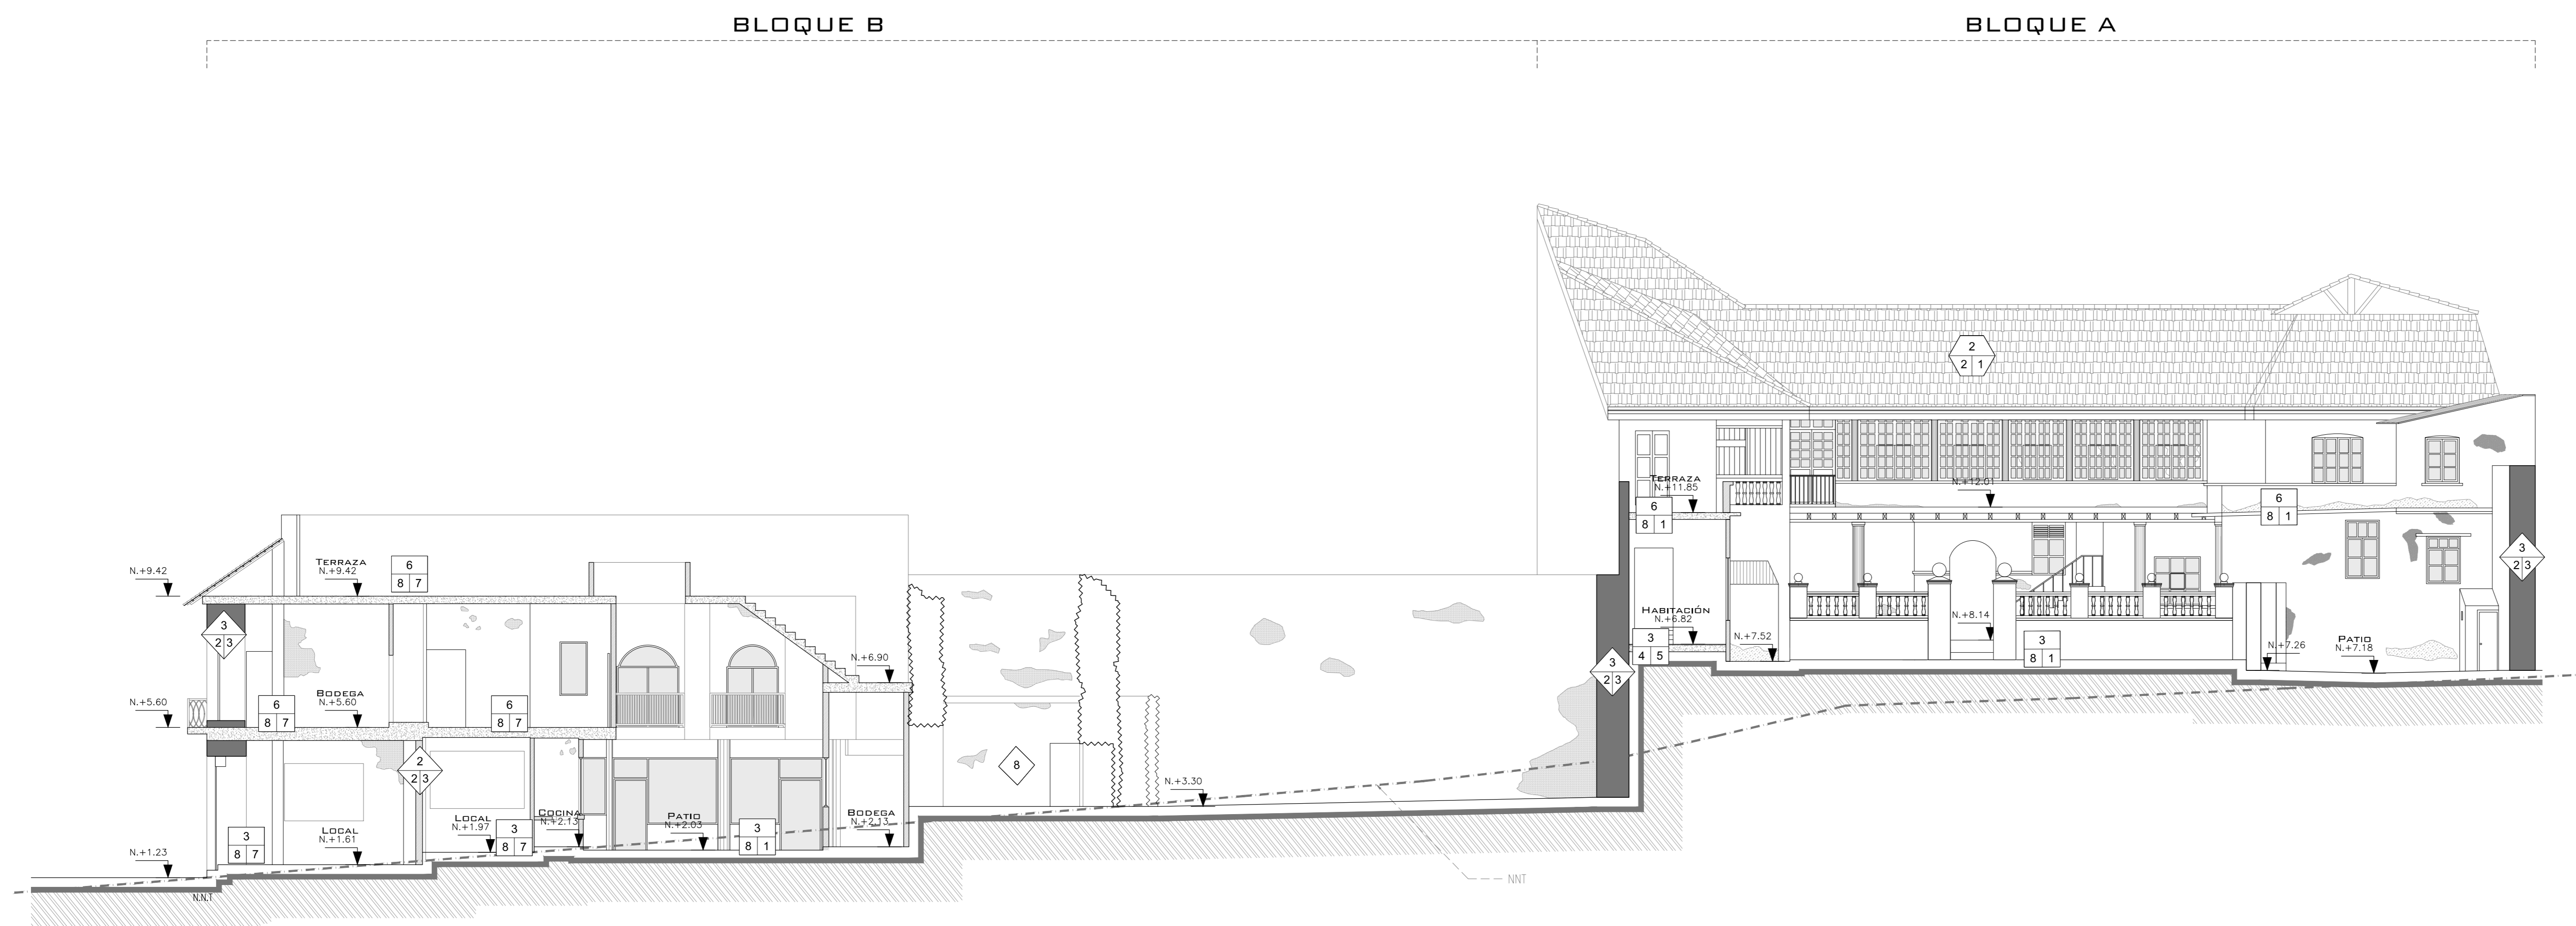 BLOQUE B
BLOQUE A
2
2 1
TERRAZA
N.+11.85
N.+12.01
6
8 1
6
8 1
3
2 3
N.+9.42
TERRAZA
N.+9.42
6
8 7
3
2 3
HABITACIÓN
N.+6.82
N.+7.52
N.+8.14
3
4 5
3
8 1
N.+7.26
PATIO
N.+7.18
N.+6.90
3
2 3
N.+5.60
BODEGA
N.+5.60
6
8 7
6
8 7
2
2 3
8
N.+3.30
LOCAL
N.+1.61
LOCAL
N.+1.97
COCINA
N.+2.13
PATIO
N.+2.03
BODEGA
N.+2.13
3
8 7
3
8 7
3
8 1
N.+1.23
N.N.T
NNT